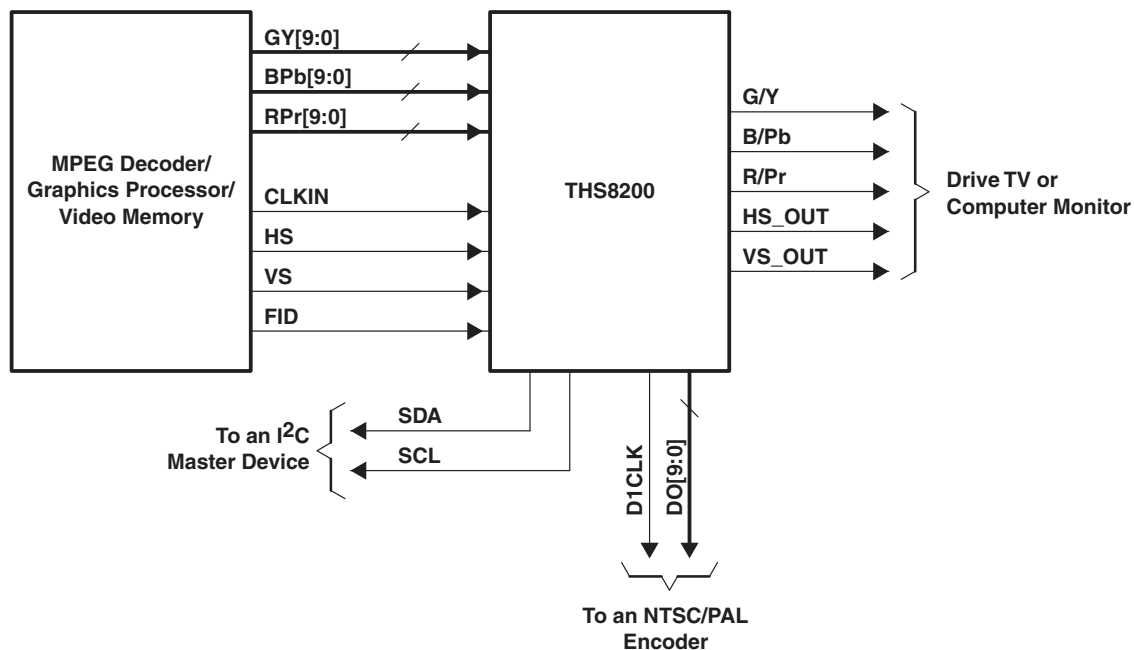 GY[9:0]
BPb[9:0]
RPr[9:0]
MPEG Decoder/
Graphics Processor/
Video Memory
CLKIN
HS
VS
FID
THS8200
G/Y
B/Pb
R/Pr
HS_OUT
VS_OUT
Drive TV or
Computer Monitor
To an I2C
Master Device
SDA
SCL
D1CLK
DO[9:0]
To an NTSC/PAL
Encoder